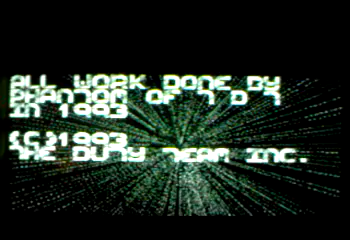 ALL WORK DONE BY
PHANTOM OF T D T
IN 1993
(C)1993
THE DUTY TEAM INC.